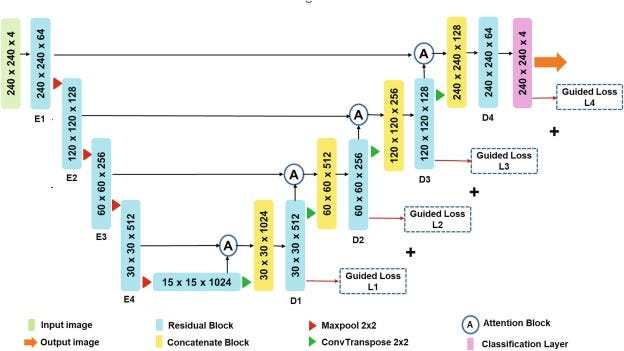 240 x 240 x 4
240 x 240 x 64
E1
120 x 120 x 128
E2
60 x 60 x 256
E3
30 x 30 x 512
E4
15 x 15 x 1024
A
30 x 30 x 1024
30 x 30 x 512
D1
Guided Loss
L1
+
A
60 x 60 x 512
60 x 60 x 256
D2
Guided Loss
L2
+
A
120 x 120 x 256
120 x 120 x 128
D3
Guided Loss
L3
+
A
240 x 240 x 128
240 x 240 x 64
D4
240 x 240 x 4
Guided Loss
L4
Input image
Output image
Residual Block
Concatenate Block
Maxpool 2x2
ConvTranspose 2x2
A
Attention Block
Classification Layer